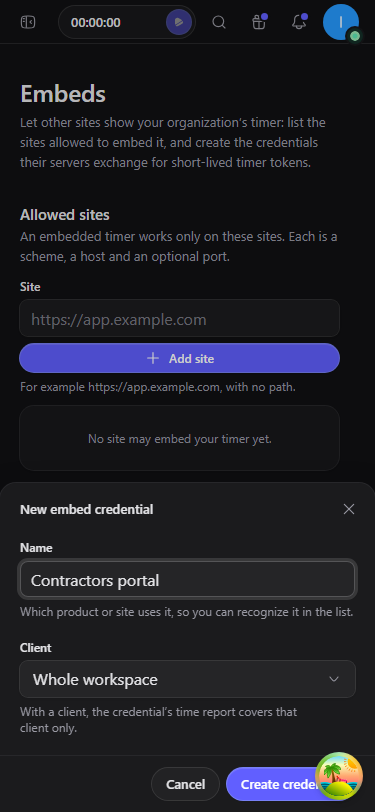 00:00:00
I
Embeds
Let other sites show your organization's timer: list the
sites allowed to embed it, and create the credentials
their servers exchange for short-lived timer tokens.
Allowed sites
An embedded timer works only on these sites. Each is a
scheme, a host and an optional port.
Site
https://app.example.com
Add site
For example https://app.example.com, with no path.
No site may embed your timer yet.
New embed credential
Name
Contractors portal
Which product or site uses it, so you can recognize it in the list.
Client
Whole workspace
With a client, the credential's time report covers that
client only.
Cancel
Create